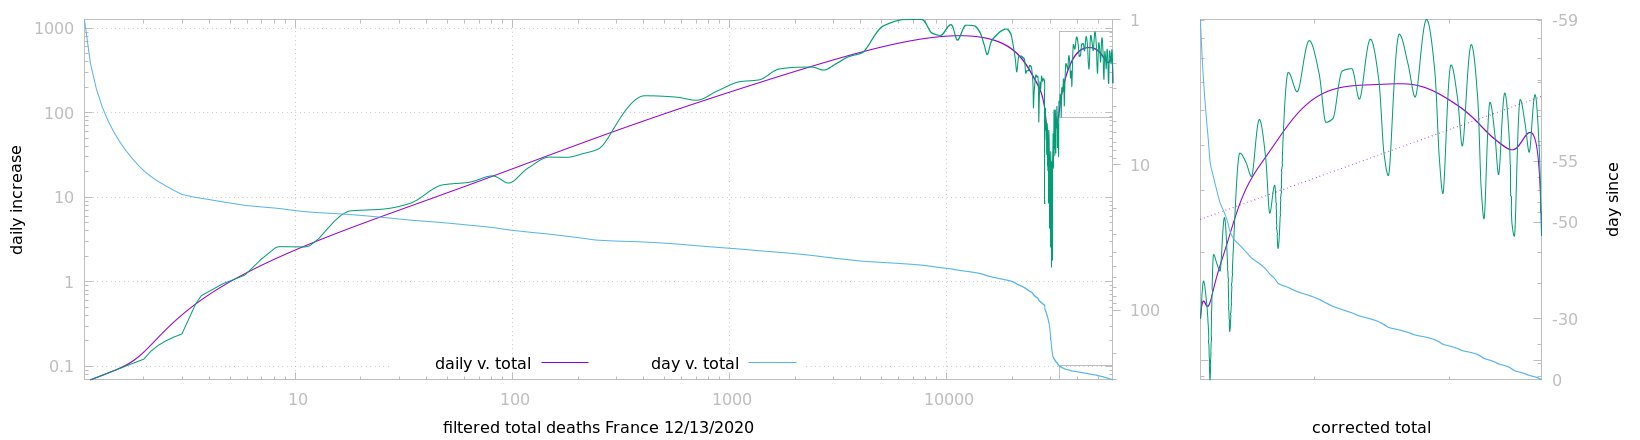 daily increase
1000
100
10
1
0.1
daily v. total
day v. total
10
100
1000
10000
filtered total deaths France 12/13/2020
1
10
100
-59
-55
-50
-30
0
day since
corrected total